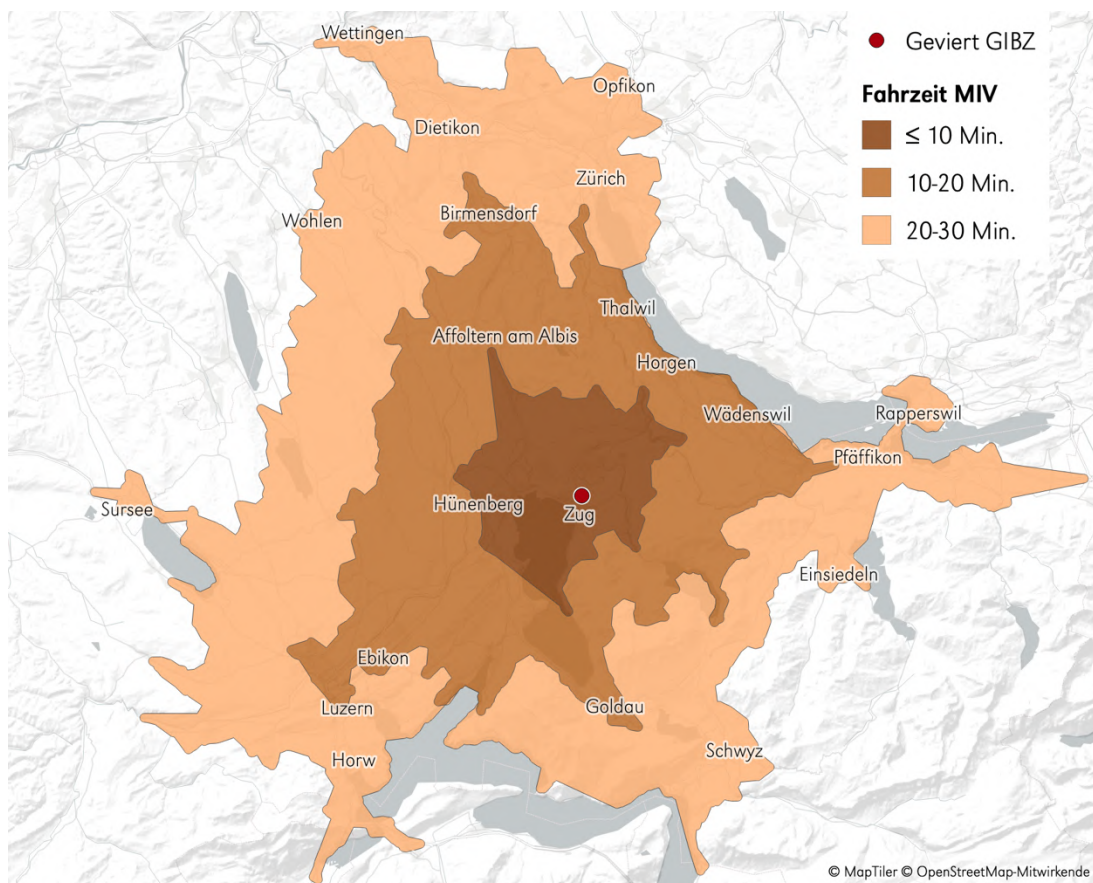 Wettingen
Geviert GIBZ
Opfikon
Fahrzeit MIV
Dietikon
≤ 10 Min.
Zürich
10-20 Min.
Wohlen
Birmensdorf
20-30 Min.
Thalwil
Affoltern am Albis
Horgen
Wädenswil
Rapperswil
Pfäffikon
Sursee
Hünenberg
Zug
Einsiedeln
Ebikon
Luzern
Goldau
Horw
Schwyz
© MapTiler © OpenStreetMap-Mitwirkende